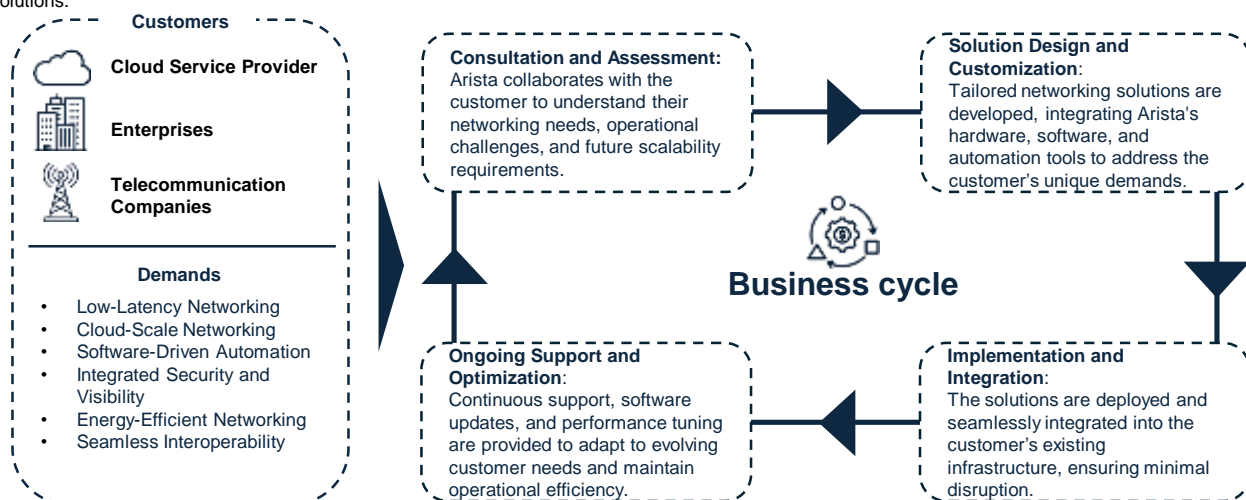 olutions.
Customers
Cloud Service Provider
Enterprises
Telecommunication
Companies
Demands
• Low-Latency Networking
• Cloud-Scale Networking
• Software-Driven Automation
• Integrated Security and
Visibility
• Energy-Efficient Networking
• Seamless Interoperability
Consultation and Assessment:
Arista collaborates with the
customer to understand their
networking needs, operational
challenges, and future scalability
requirements.
Solution Design and
Customization:
Tailored networking solutions are
developed, integrating Arista's
hardware, software, and
automation tools to address the
customer's unique demands.
Business cycle
Ongoing Support and
Optimization:
Continuous support, software
updates, and performance tuning
are provided to adapt to evolving
customer needs and maintain
operational efficiency.
Implementation and
Integration:
The solutions are deployed and
seamlessly integrated into the
customer's existing
infrastructure, ensuring minimal
disruption.